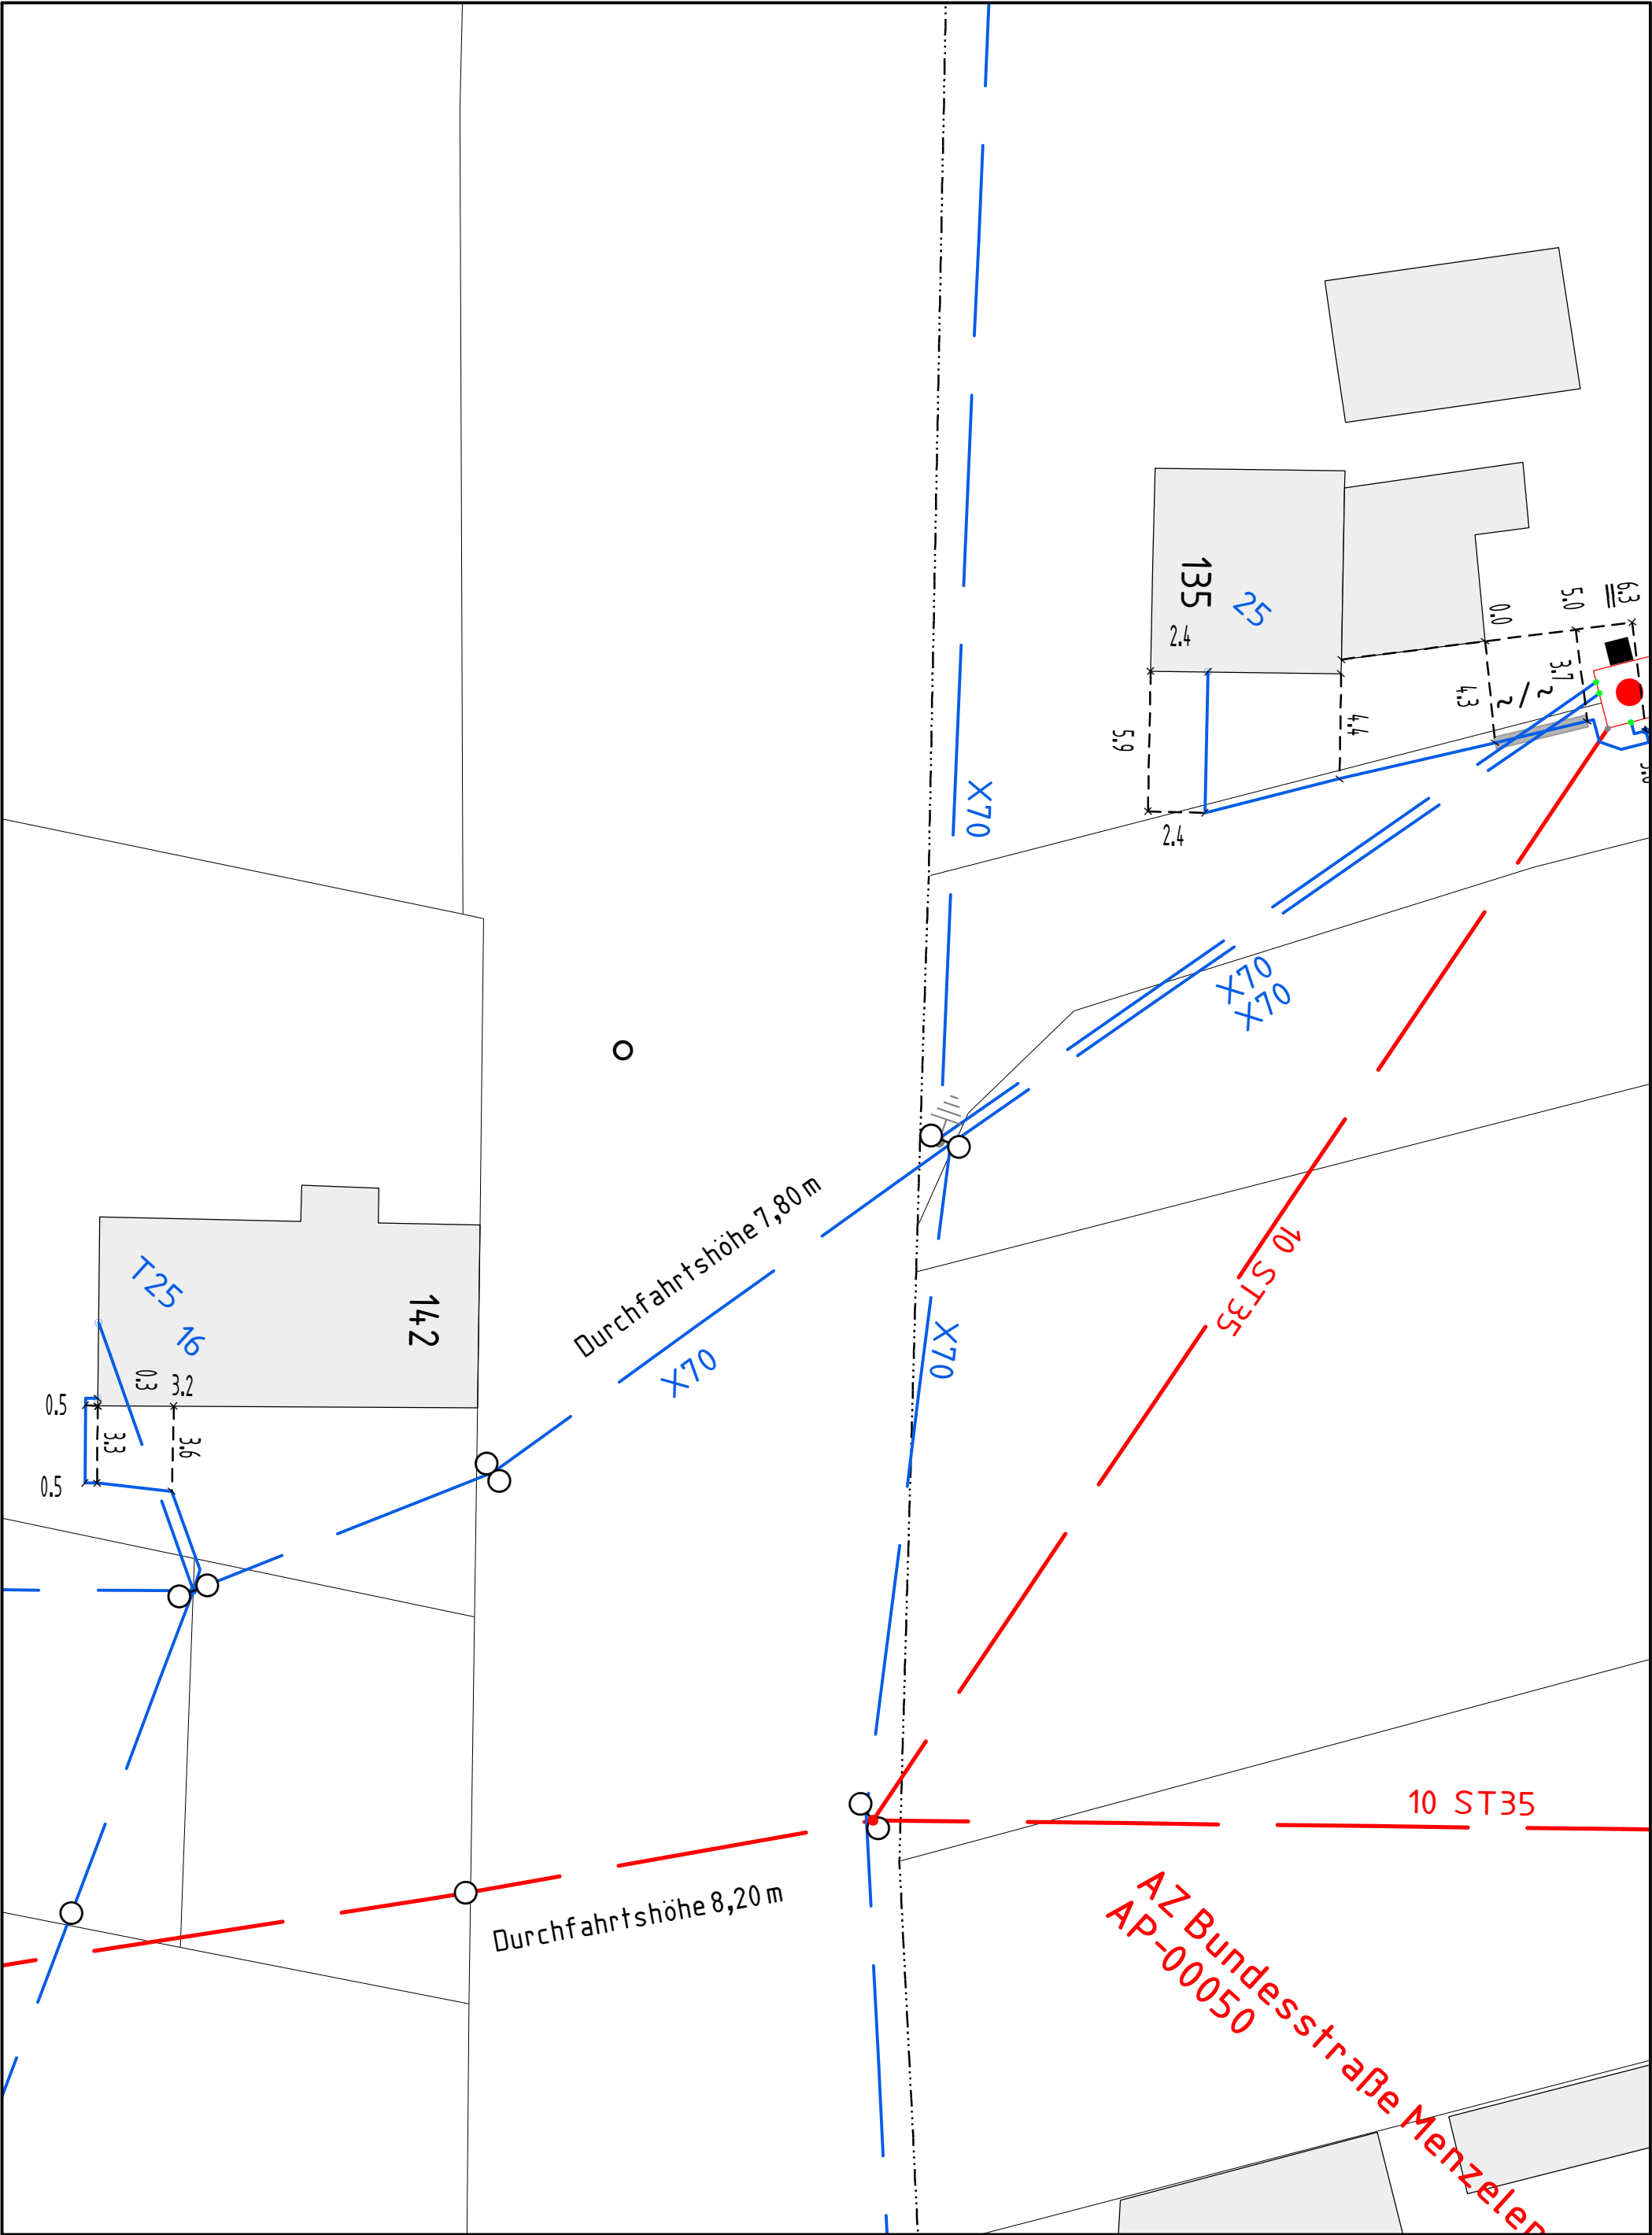 6.3
5.0
0.0
3.7
4.3
~/~
135
25
2.4
4.4
5.9
2.4
X70
X70
X70
Durchfahrtshöhe 7,80 m
X70
X70
10 ST35
T25
16
142
0.3
3.2
0.5
3.3
3.6
0.5
10 ST35
Durchfahrtshöhe 8,20 m
AZ Bundesstraße Menzelen
AP-00050